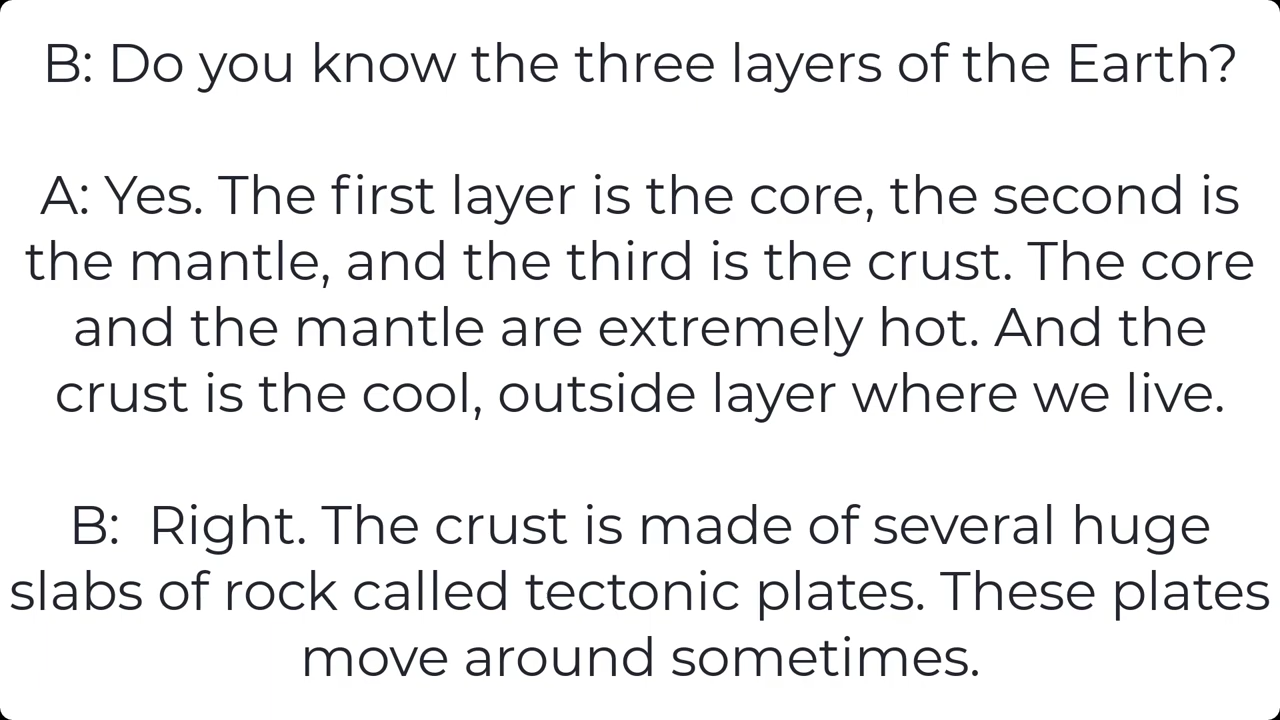 B: Do you know the three layers of the Earth?
A: Yes. The first layer is the core, the second is
the mantle, and the third is the crust. The core
and the mantle are extremely hot. And the
crust is the cool, outside layer where we live.
B:  Right. The crust is made of several huge
slabs of rock called tectonic plates. These plates
move around sometimes.